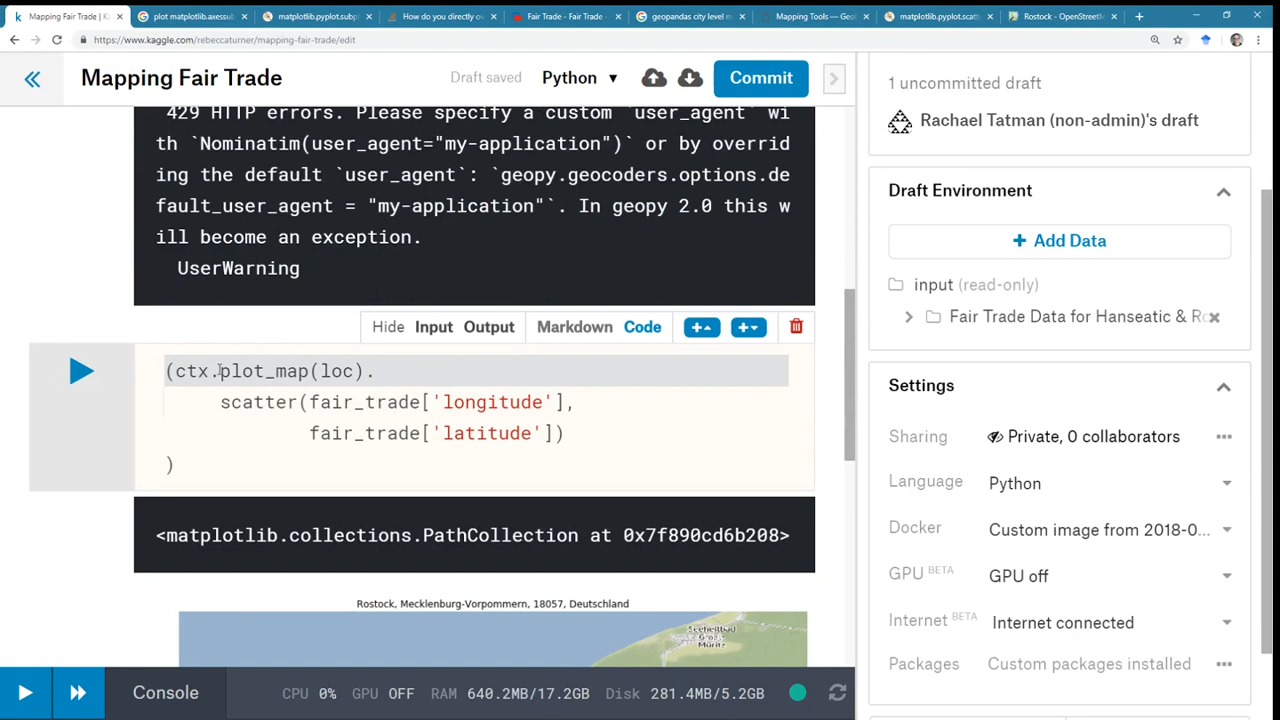 Mapping Fair Trade | Ka
plot matplotlib.axessub
matplotlib.pyplot.subpl
How do you directly ov
Fair Trade - Fair Trade
geopandas city level m
Mapping Tools — Geo
matplotlib.pyplot.scatt
Rostock - OpenStreetM
https://www.kaggle.com/rebeccaturner/mapping-fair-trade/edit
Mapping Fair Trade
Draft saved
Python
Commit
429 HTTP errors. Please specify a custom `user_agent` wi
th `Nominatim(user_agent="my-application")` or by overrid
ing the default `user_agent`: `geopy.geocoders.options.de
fault_user_agent = "my-application"`. In geopy 2.0 this w
ill become an exception.
UserWarning
Hide Input Output Markdown Code
(ctx.plot_map(loc).
scatter(fair_trade['longitude'],
fair_trade['latitude'])
)
<matplotlib.collections.PathCollection at 0x7f890cd6b208>
Rostock, Mecklenburg-Vorpommern, 18057, Deutschland
Seeheilbad
Graal-
Müritz
Console
CPU 0% GPU OFF RAM 640.2MB/17.2GB Disk 281.4MB/5.2GB
1 uncommitted draft
Rachael Tatman (non-admin)'s draft
Draft Environment
+ Add Data
input (read-only)
Fair Trade Data for Hanseatic & Ro
Settings
Sharing Private, 0 collaborators
Language Python
Docker Custom image from 2018-0...
GPU BETA GPU off
Internet BETA Internet connected
Packages Custom packages installed